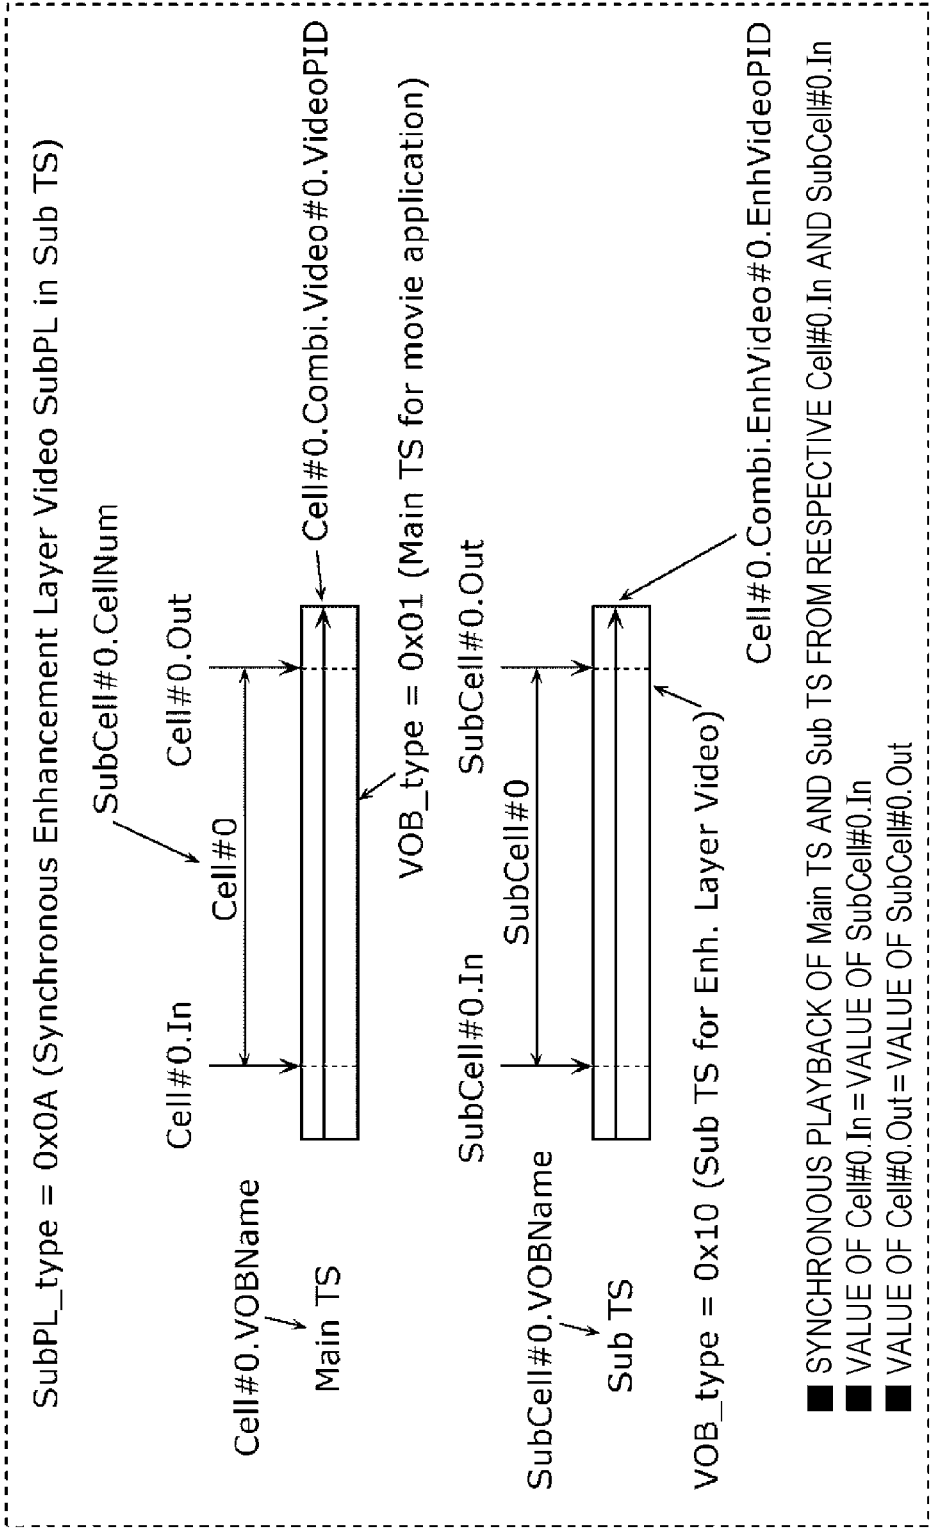 SubPL_type = 0x0A (Synchronous Enhancement Layer Video SubPL in Sub TS)
SubCell#0.CellNum
Cell#0.In
Cell#0.Out
Cell#0
Cell#0.VOBName
Main TS
Cell#0.Combi.Video#0.VideoPID
VOB_type = 0x01 (Main TS for movie application)
SubCell#0.In
SubCell#0.Out
SubCell#0
SubCell#0.VOBName
Sub TS
VOB_type = 0x10 (Sub TS for Enh. Layer Video)
Cell#0.Combi.EnhVideo#0.EnhVideoPID
■ SYNCHRONOUS PLAYBACK OF Main TS AND Sub TS FROM RESPECTIVE Cell#0.In AND SubCell#0.In
■ VALUE OF Cell#0.In = VALUE OF SubCell#0.In
■ VALUE OF Cell#0.Out = VALUE OF SubCell#0.Out